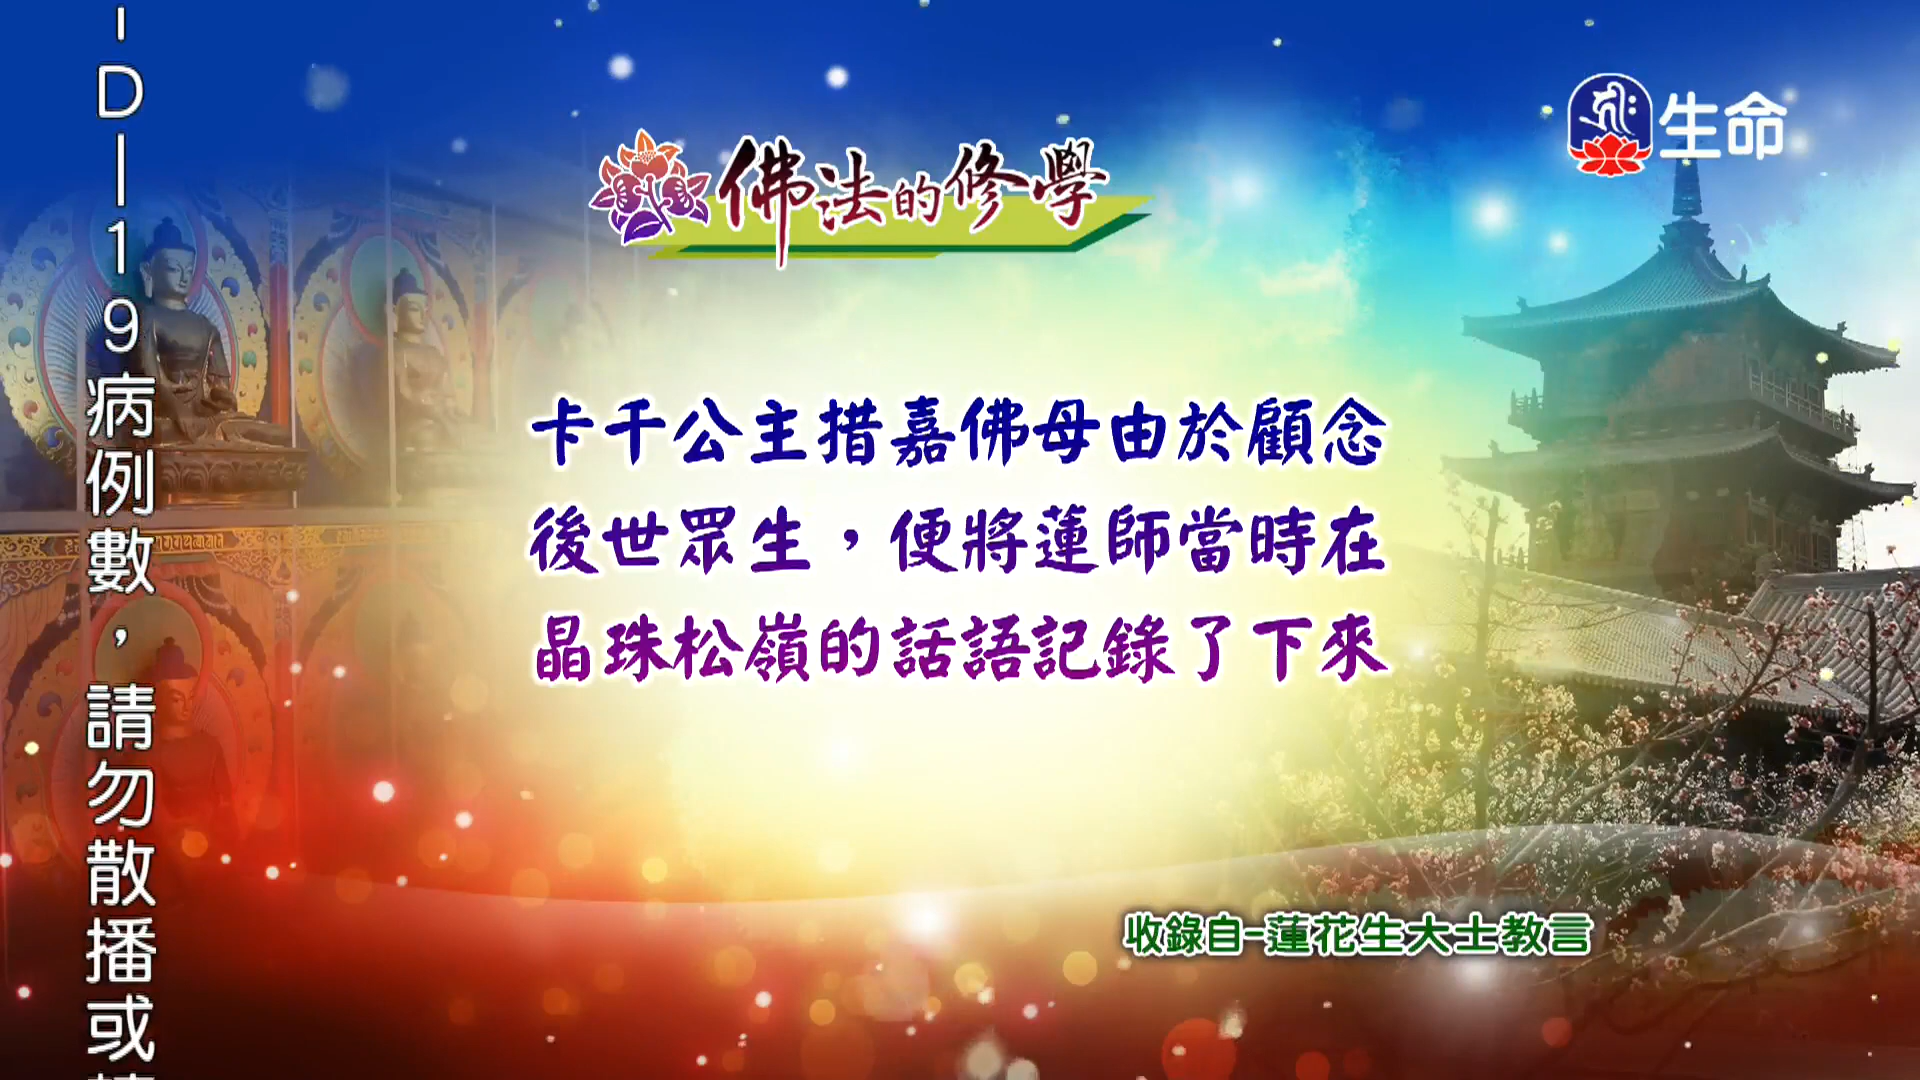 佛法的修學
生命
卡千公主措嘉佛母由於顧念
後世眾生，便將蓮師當時在
晶珠松嶺的話語記錄了下來
收錄自-蓮花生大士教言
D－19病例數，請勿散播或